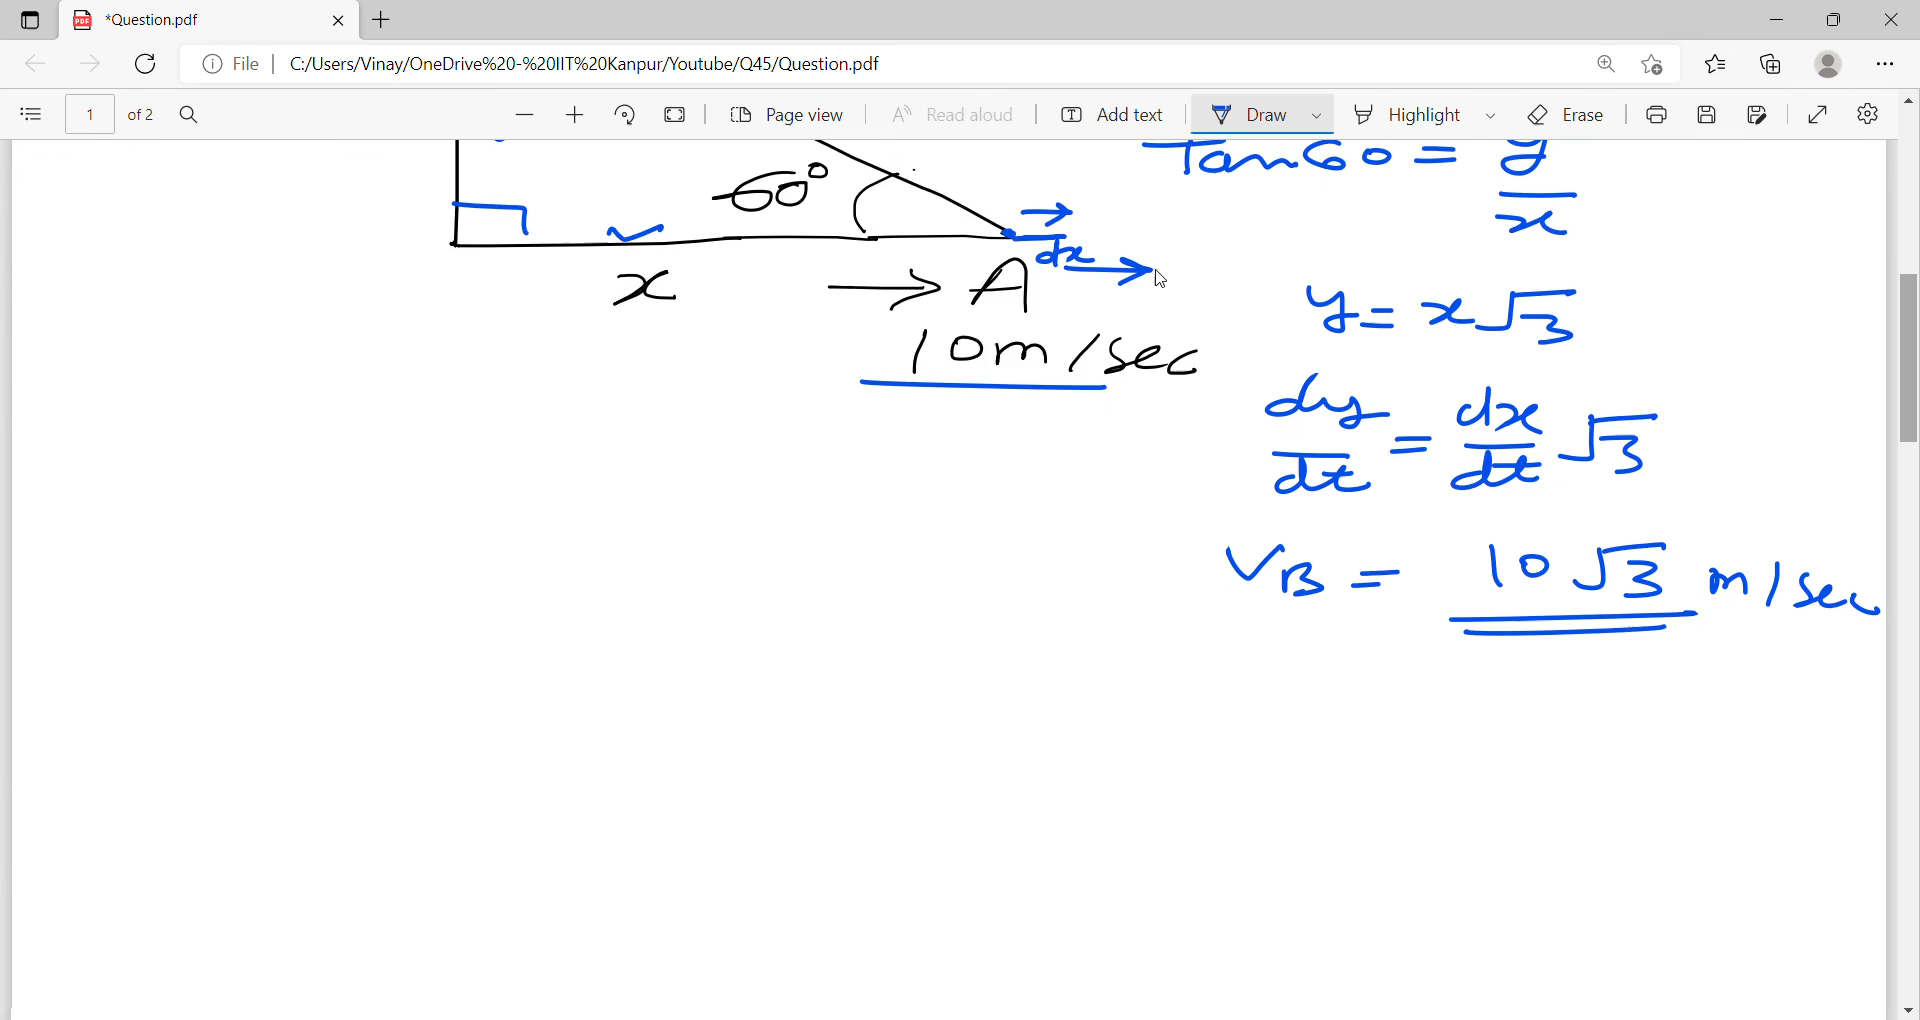 *Question.pdf
File
C:/Users/Vinay/OneDrive%20-%20IIT%20Kanpur/Youtube/Q45/Question.pdf
1 of 2
Page view
Read aloud
Add text
Draw
Highlight
Erase
Tan60 = y/x
60°
dx
x → A
10m/sec
y = x√3
dy/dt = dx/dt √3
VB = 10√3 m/sec